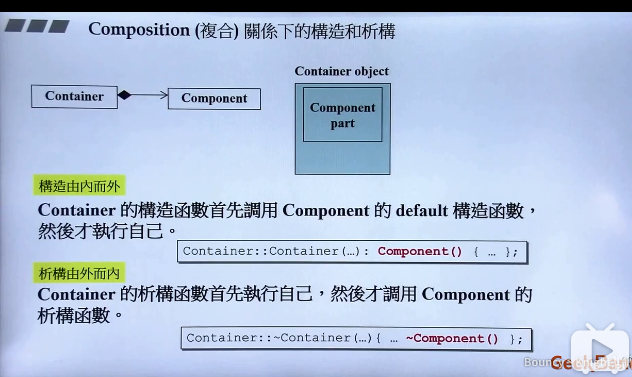 Composition (複合) 關係下的構造和析構
Container
Component
Container object
Component
part
構造由內而外
Container 的構造函數首先調用 Component 的 default 構造函數，
然後才執行自己。
Container::Container(…): Component() { … };
析構由外而內
Container 的析構函數首先執行自己，然後才調用 Component 的
析構函數。
Container::~Container(…){ … ~Component() };